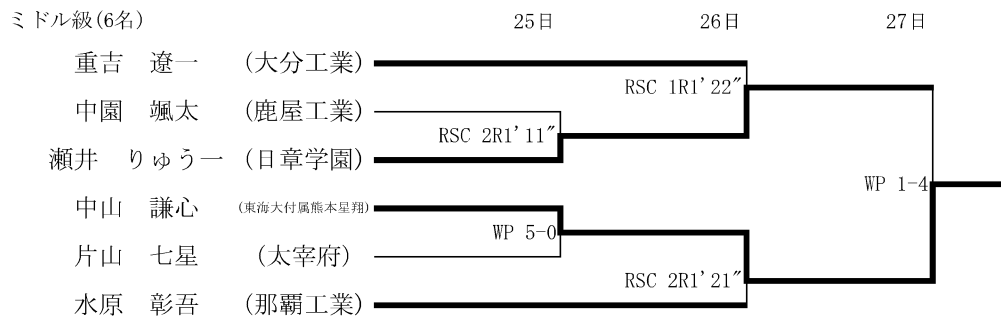 ミドル級(6名) 25日 26日 27日
重吉 遼一 (大分工業)
RSC 1R1'22"
中園 颯太 (鹿屋工業)
RSC 2R1'11"
瀬井 りゅう一 (日章学園)
WP 1-4
中山 謙心 (東海大付属熊本星翔)
WP 5-0
片山 七星 (太宰府)
RSC 2R1'21"
水原 彰吾 (那覇工業)